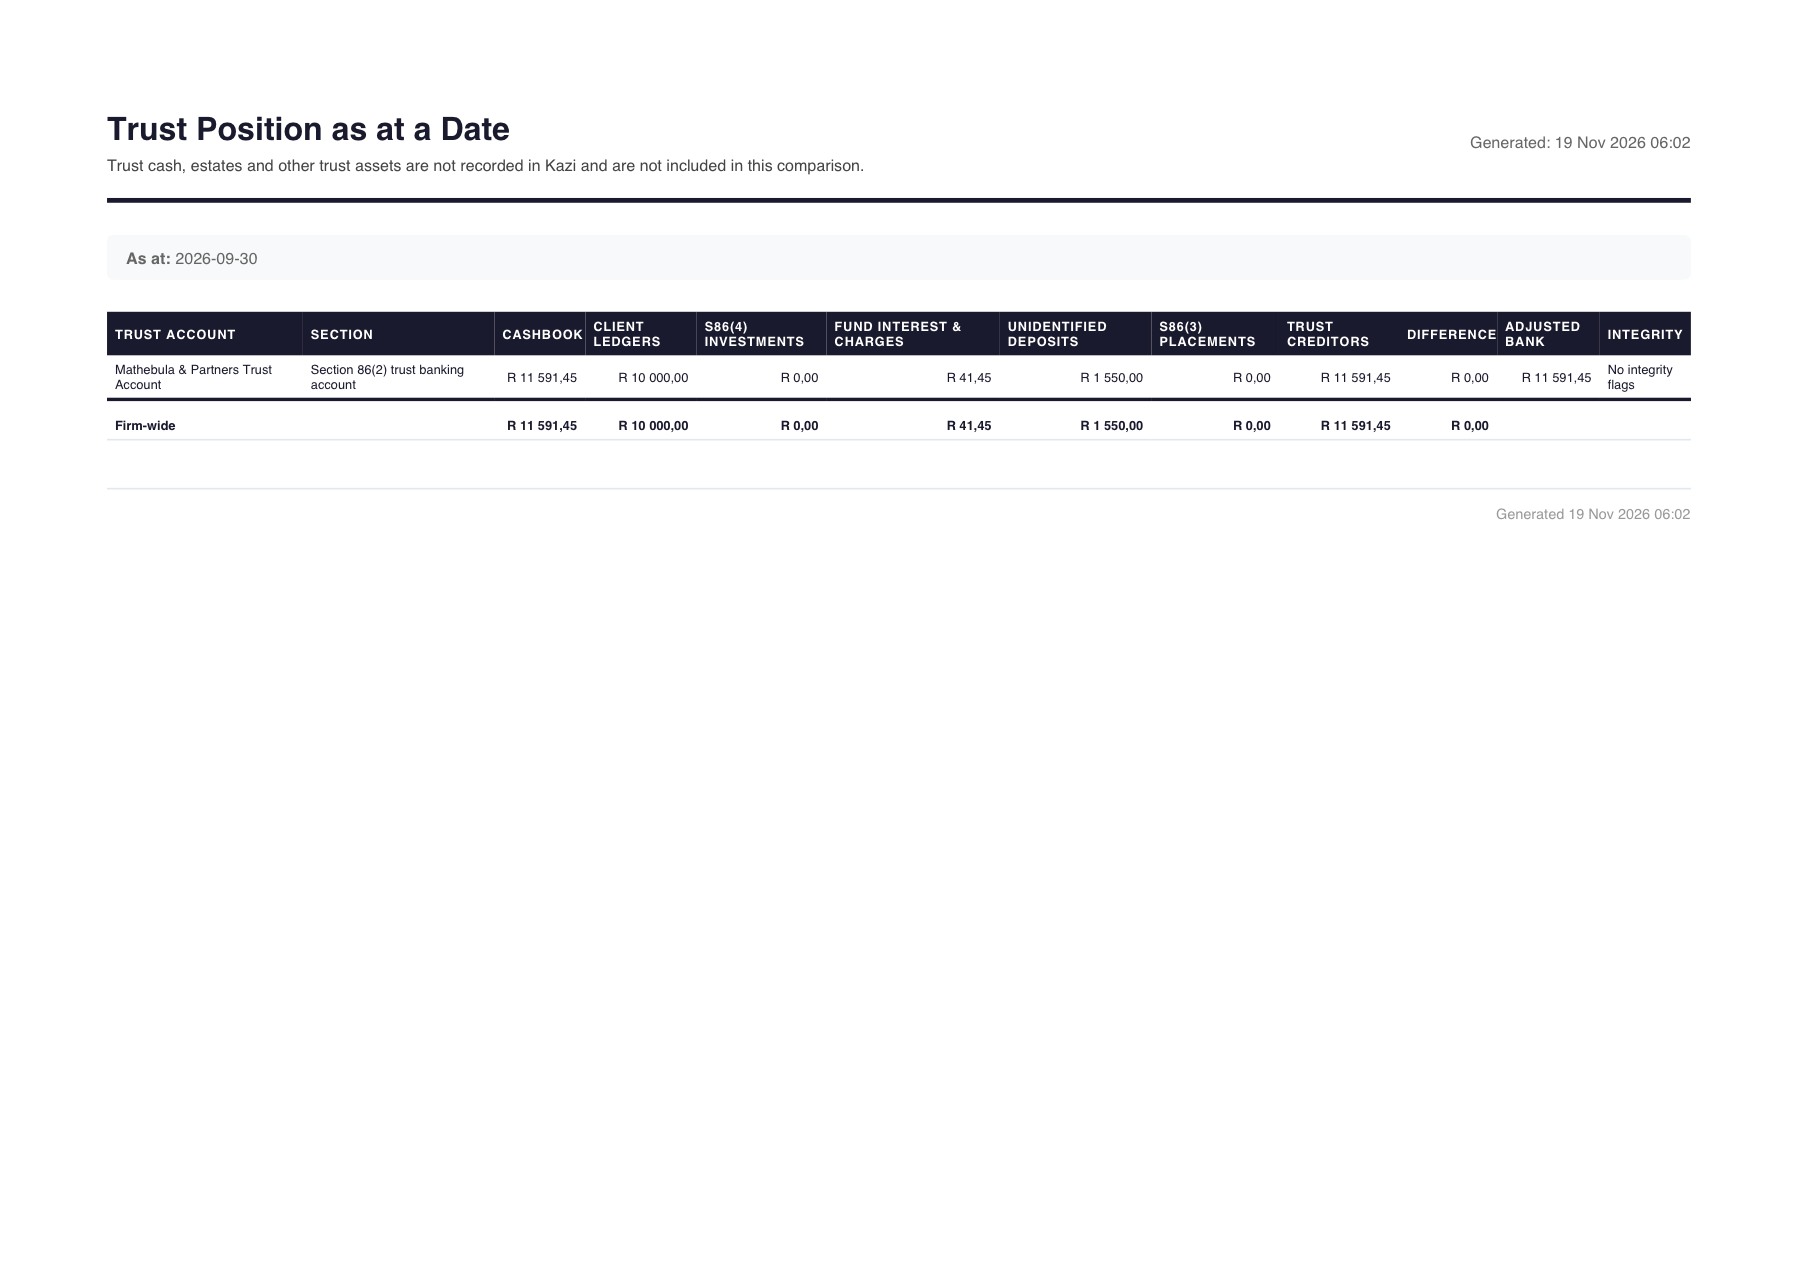 Trust Position as at a Date
Generated: 19 Nov 2026 06:02
Trust cash, estates and other trust assets are not recorded in Kazi and are not included in this comparison.
As at: 2026-09-30
TRUST ACCOUNT SECTION CASHBOOK CLIENT LEDGERS S86(4) INVESTMENTS FUND INTEREST & CHARGES UNIDENTIFIED DEPOSITS S86(3) PLACEMENTS TRUST CREDITORS DIFFERENCE ADJUSTED BANK INTEGRITY
Mathebula & Partners Trust Account Section 86(2) trust banking account R 11 591,45 R 10 000,00 R 0,00 R 41,45 R 1 550,00 R 0,00 R 11 591,45 R 0,00 R 11 591,45 No integrity flags
Firm-wide R 11 591,45 R 10 000,00 R 0,00 R 41,45 R 1 550,00 R 0,00 R 11 591,45 R 0,00
Generated 19 Nov 2026 06:02